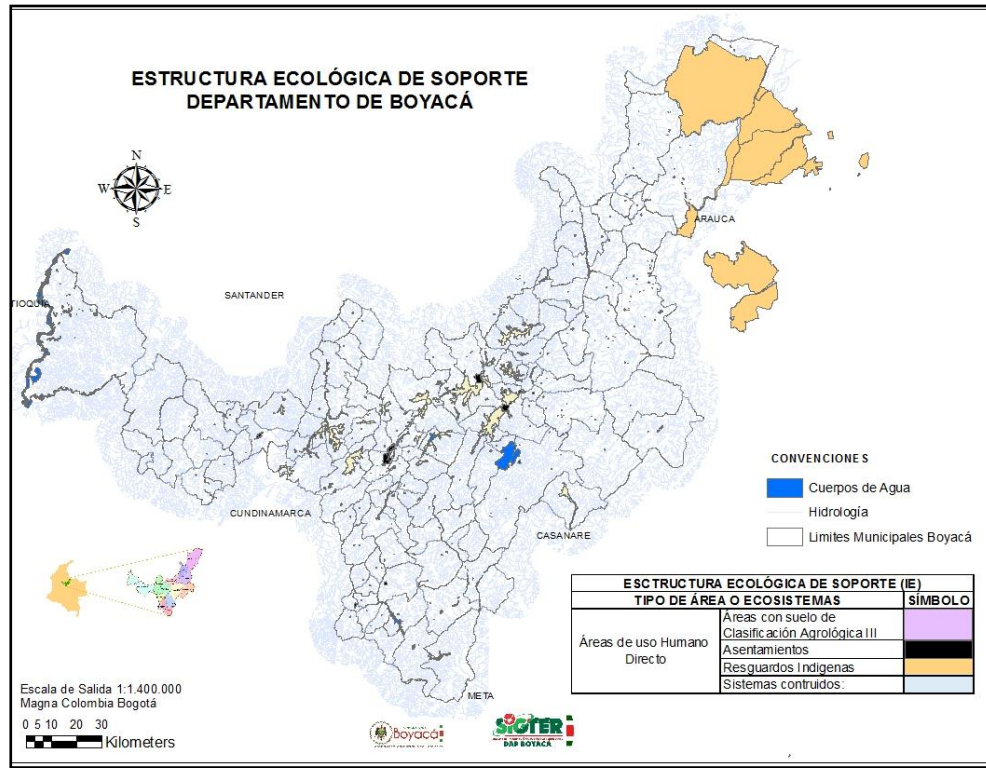 ESTRUCTURA ECOLÓGICA DE SOPORTE
DEPARTAMENTO DE BOYACÁ
N
W
E
S
ARAUCA
SANTANDER
TIOQUIA
CUNDINAMARCA
CASANARE
META
CONVENCIONES
Cuerpos de Agua
Hidrología
Limites Municipales Boyacá
ESCTRUCTURA ECOLÓGICA DE SOPORTE (IE)
TIPO DE ÁREA O ECOSISTEMAS
SÍMBOLO
Áreas de uso Humano
Directo
Áreas con suelo de
Clasificación Agrológica III
Asentamientos
Resguardos Indigenas
Sistemas contruidos:
Escala de Salida 1:1.400.000
Magna Colombia Bogotá
0 5 10 20 30
Kilometers
Boyacá
SIGTER
DAP BOYACA